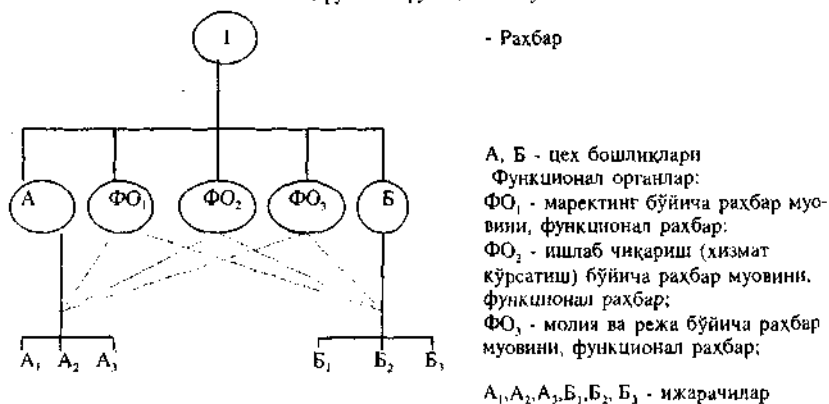 1
- Раҳбар
А ФО₁ ФО₂ ФО₃ Б
А₁ А₂ А₃ Б₁ Б₂ Б₃
А, Б - цех бошлиқлари
Функционал органлар:
ФО₁ - маректинг бўйича раҳбар муо-
вини, функционал раҳбар;
ФО₂ - ишлаб чиқариш (хизмат
кўрсатиш) бўйича раҳбар муовини,
функционал раҳбар;
ФО₃ - молия ва режа бўйича раҳбар
муовини, функционал раҳбар;
А₁,А₂,А₃,Б₁,Б₂, Б₃ - ижарачилар